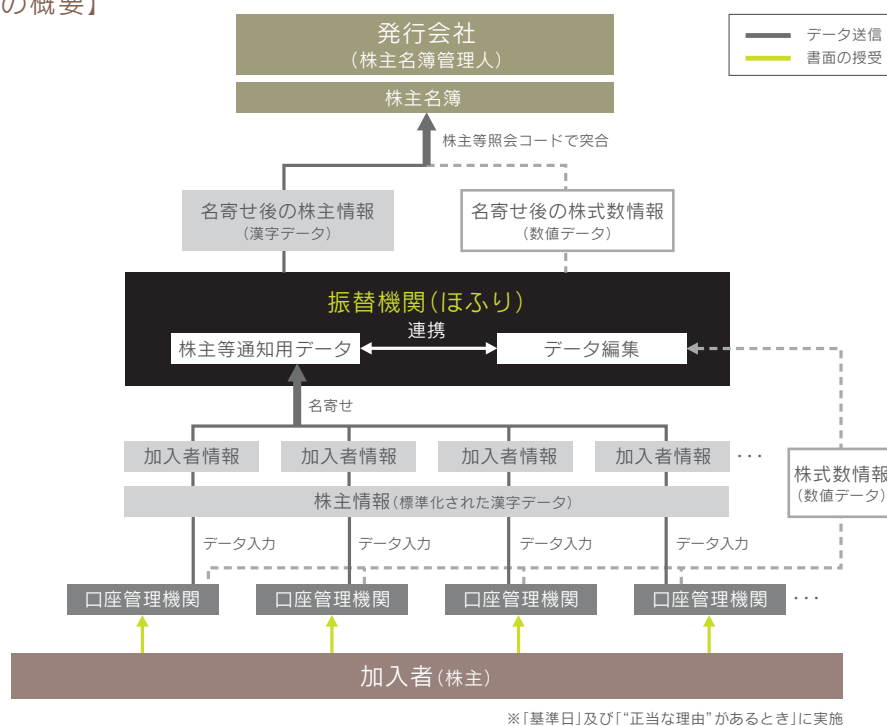 の概要】
発行会社
(株主名簿管理人)
データ送信
書面の授受
株主名簿
株主等照会コードで突合
名寄せ後の株主情報
(漢字データ)
名寄せ後の株式数情報
(数値データ)
振替機関(ほふり)
連携
株主等通知用データ
データ編集
名寄せ
加入者情報
加入者情報
加入者情報
加入者情報
・・・
株式数情報
(数値データ)
株主情報(標準化された漢字データ)
データ入力
データ入力
データ入力
データ入力
口座管理機関
口座管理機関
口座管理機関
口座管理機関
・・・
加入者(株主)
※「基準日」及び「“正当な理由”があるとき」に実施